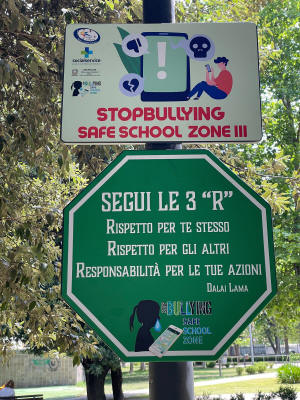 socialservice
STOPBULLYING
SAFE SCHOOL ZONE !!!
SEGUI LE 3 “R”
RISPETTO PER TE STESSO
RISPETTO PER GLI ALTRI
RESPONSABILITÀ PER LE TUE AZIONI
DALAI LAMA
BULLYING
SAFE
SCHOOL
ZONE